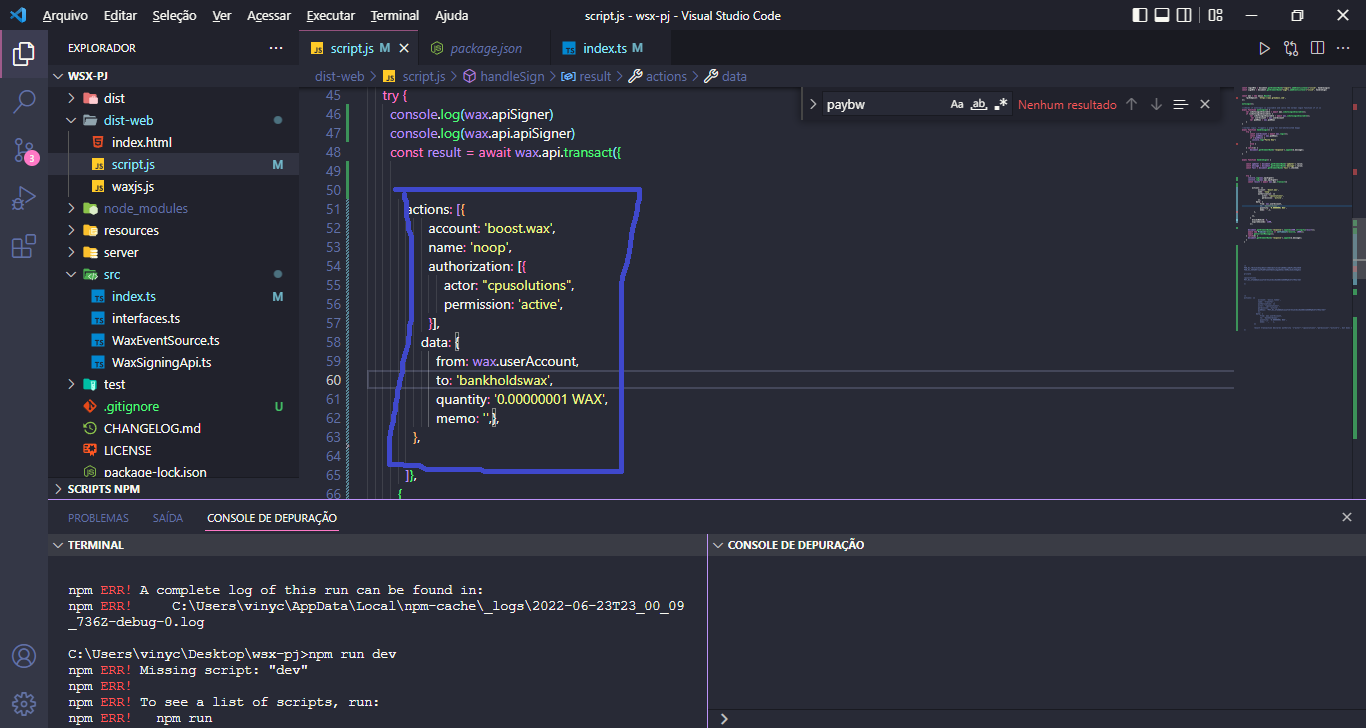 Arquivo Editar Seleção Ver Acessar Executar Terminal Ajuda script.js - wsx-pj - Visual Studio Code
EXPLORADOR ···
WSX-PJ
dist
dist-web
index.html
script.js M
waxjs.js
node_modules
resources
server
src
index.ts M
interfaces.ts
WaxEventSource.ts
WaxSigningApi.ts
test
.gitignore U
CHANGELOG.md
LICENSE
package-lock.json
SCRIPTS NPM
3
script.js M package.json index.ts M
dist-web > script.js > handleSign > result > actions > data
paybw Aa ab Nenhum resultado
45 try {
46 console.log(wax.apiSigner)
47 console.log(wax.api.apiSigner)
48 const result = await wax.api.transact({
49
50
51 actions: [{
52 account: 'boost.wax',
53 name: 'noop',
54 authorization: [{
55 actor: "cpusolutions",
56 permission: 'active',
57 }],
58 data: {
59 from: wax.userAccount,
60 to: 'bankholdswax',
61 quantity: '0.00000001 WAX',
62 memo: '',},
63 },
64
65 ]},
66 {
PROBLEMAS SAÍDA CONSOLE DE DEPURAÇÃO
TERMINAL
npm ERR! A complete log of this run can be found in:
npm ERR!     C:\Users\vinyc\AppData\Local\npm-cache\_logs\2022-06-23T23_00_09
_736Z-debug-0.log
C:\Users\vinyc\Desktop\wsx-pj>npm run dev
npm ERR! Missing script: "dev"
npm ERR!
npm ERR! To see a list of scripts, run:
npm ERR!   npm run
CONSOLE DE DEPURAÇÃO